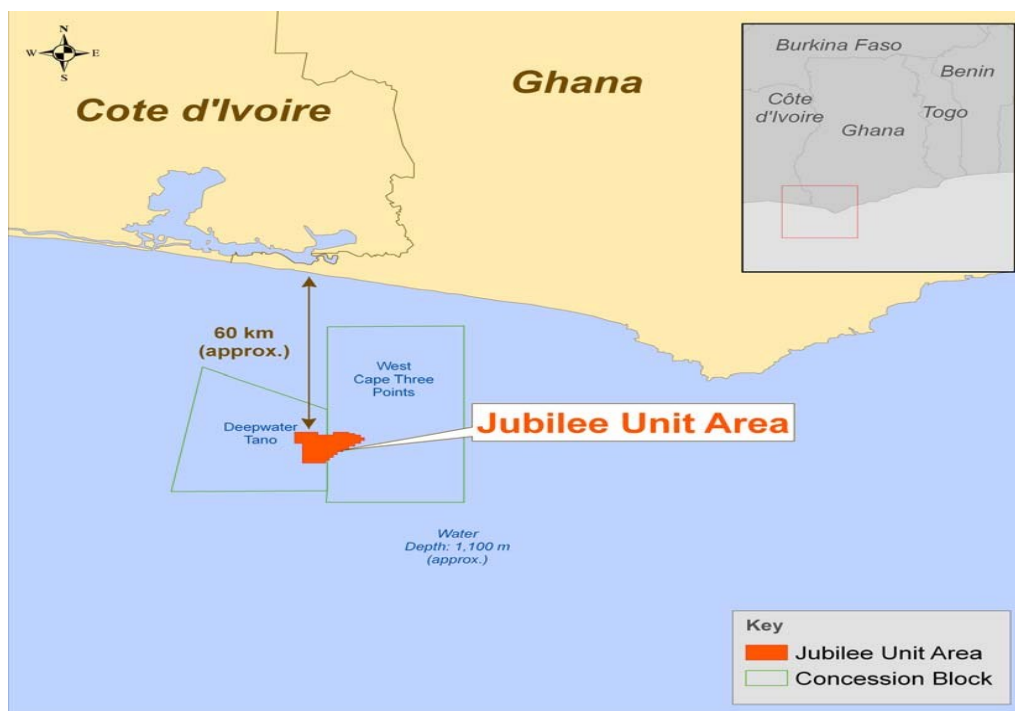 N
W
E
S
Cote d'Ivoire
Ghana
Burkina Faso
Benin
Côte
d'Ivoire
Togo
Ghana
60 km
(approx.)
West
Cape Three
Points
Deepwater
Tano
Jubilee Unit Area
Water
Depth: 1,100 m
(approx.)
Key
Jubilee Unit Area
Concession Block